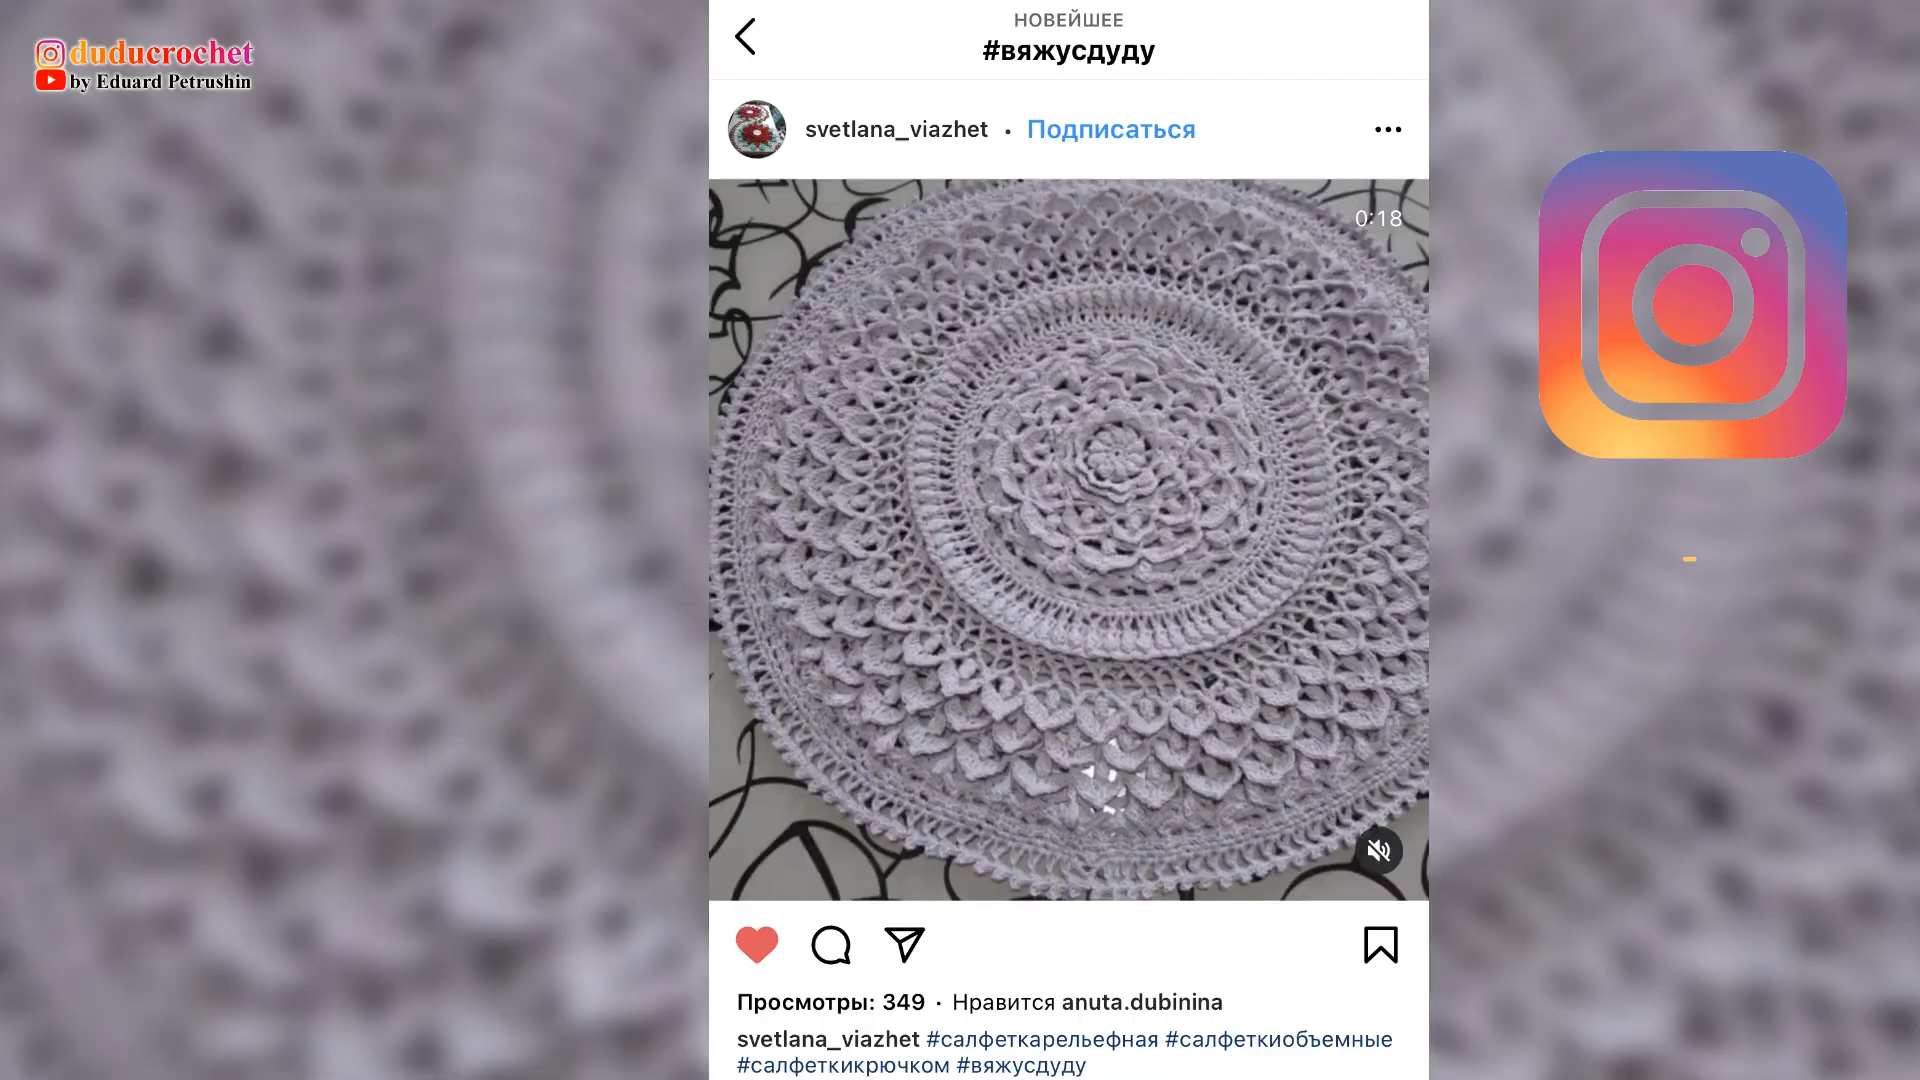 duducrochet
by Eduard Petrushin
НОВЕЙШЕЕ
#вяжусдуду
svetlana_viazhet • Подписаться
0:18
Просмотры: 349 • Нравится anuta.dubinina
svetlana_viazhet #салфеткарельефная #салфеткиобъемные
#салфеткикрючком #вяжусдуду